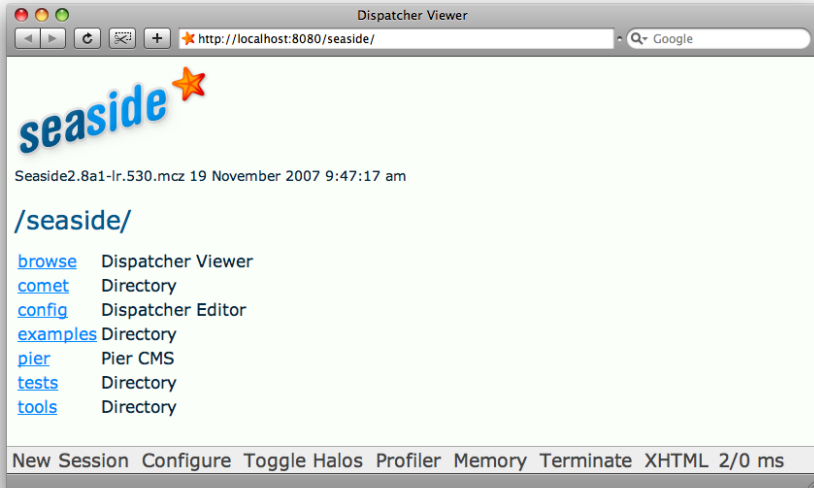 Dispatcher Viewer
http://localhost:8080/seaside/
Google
seaside
Seaside2.8a1-lr.530.mcz 19 November 2007 9:47:17 am
/seaside/
browse Dispatcher Viewer
comet Directory
config Dispatcher Editor
examples Directory
pier Pier CMS
tests Directory
tools Directory
New Session Configure Toggle Halos Profiler Memory Terminate XHTML 2/0 ms